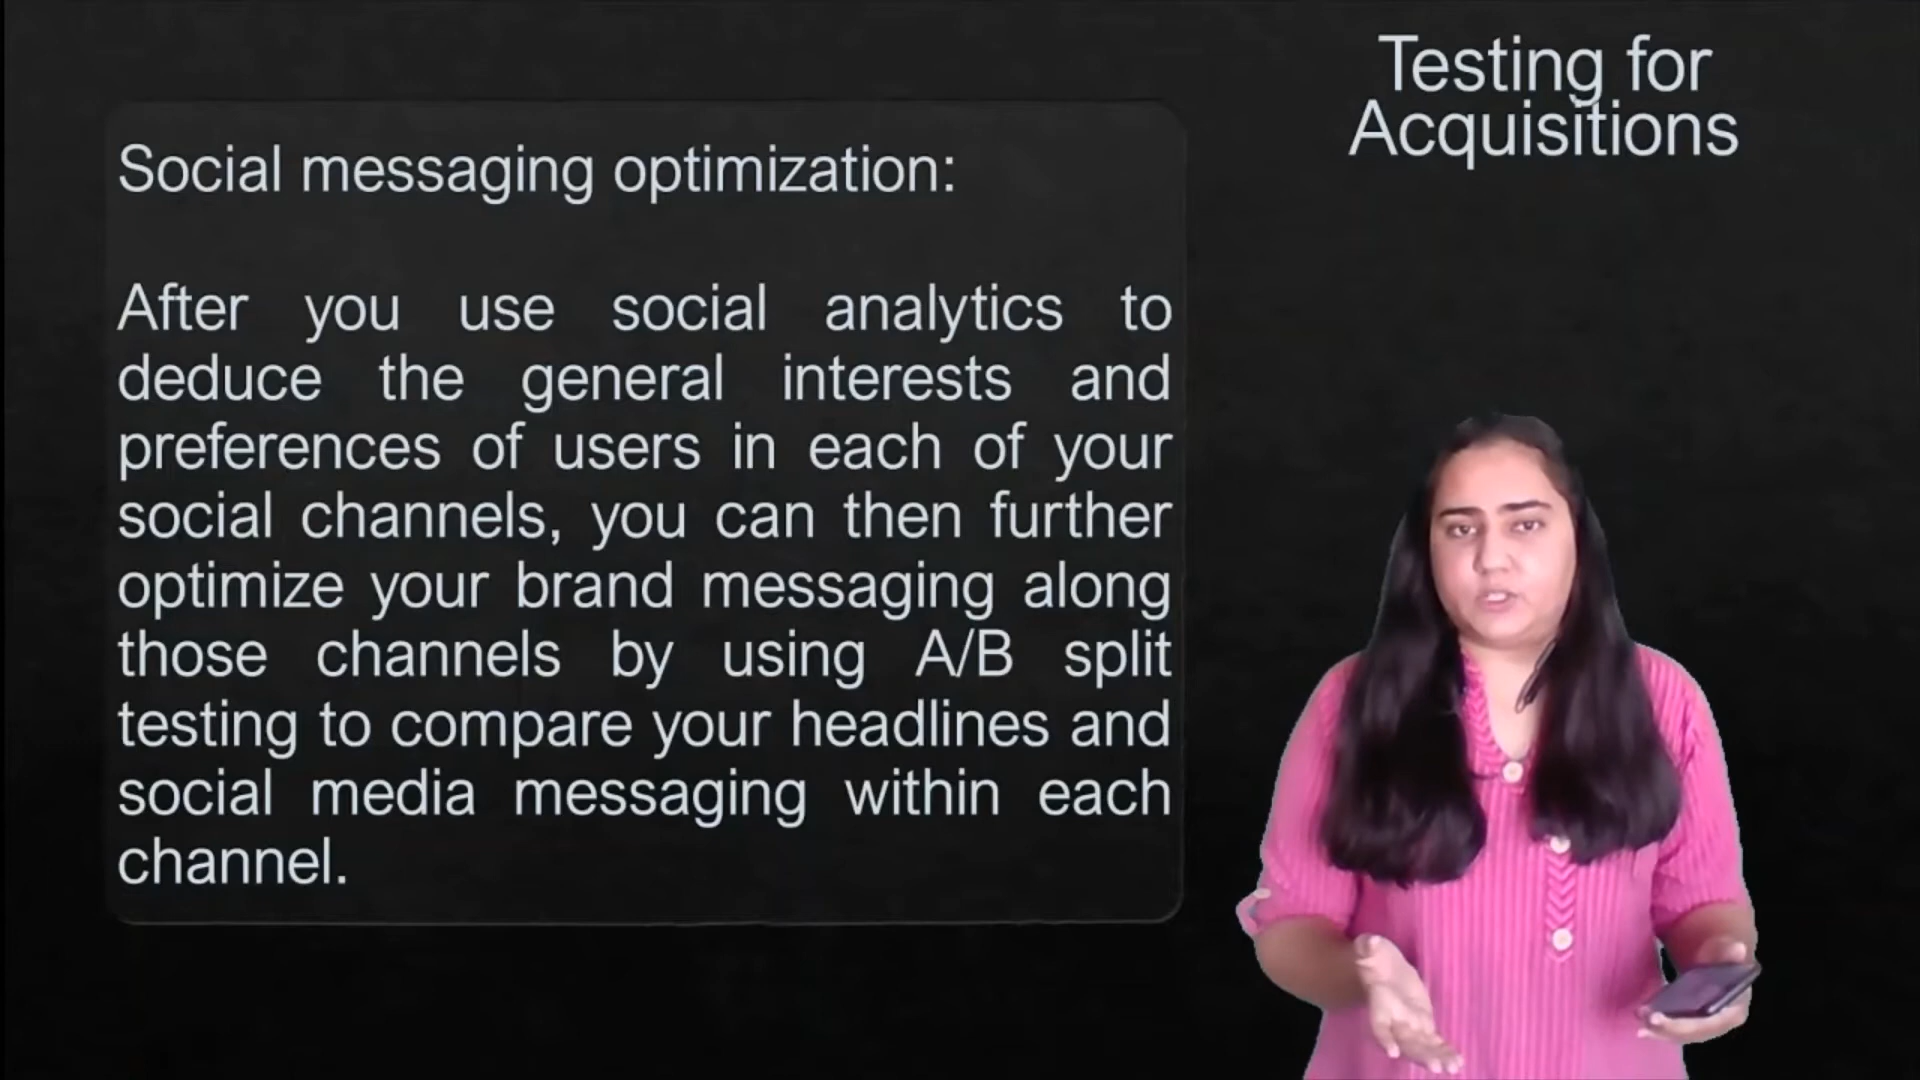 Testing for
Acquisitions
Social messaging optimization:
After you use social analytics to
deduce the general interests and
preferences of users in each of your
social channels, you can then further
optimize your brand messaging along
those channels by using A/B split
testing to compare your headlines and
social media messaging within each
channel.